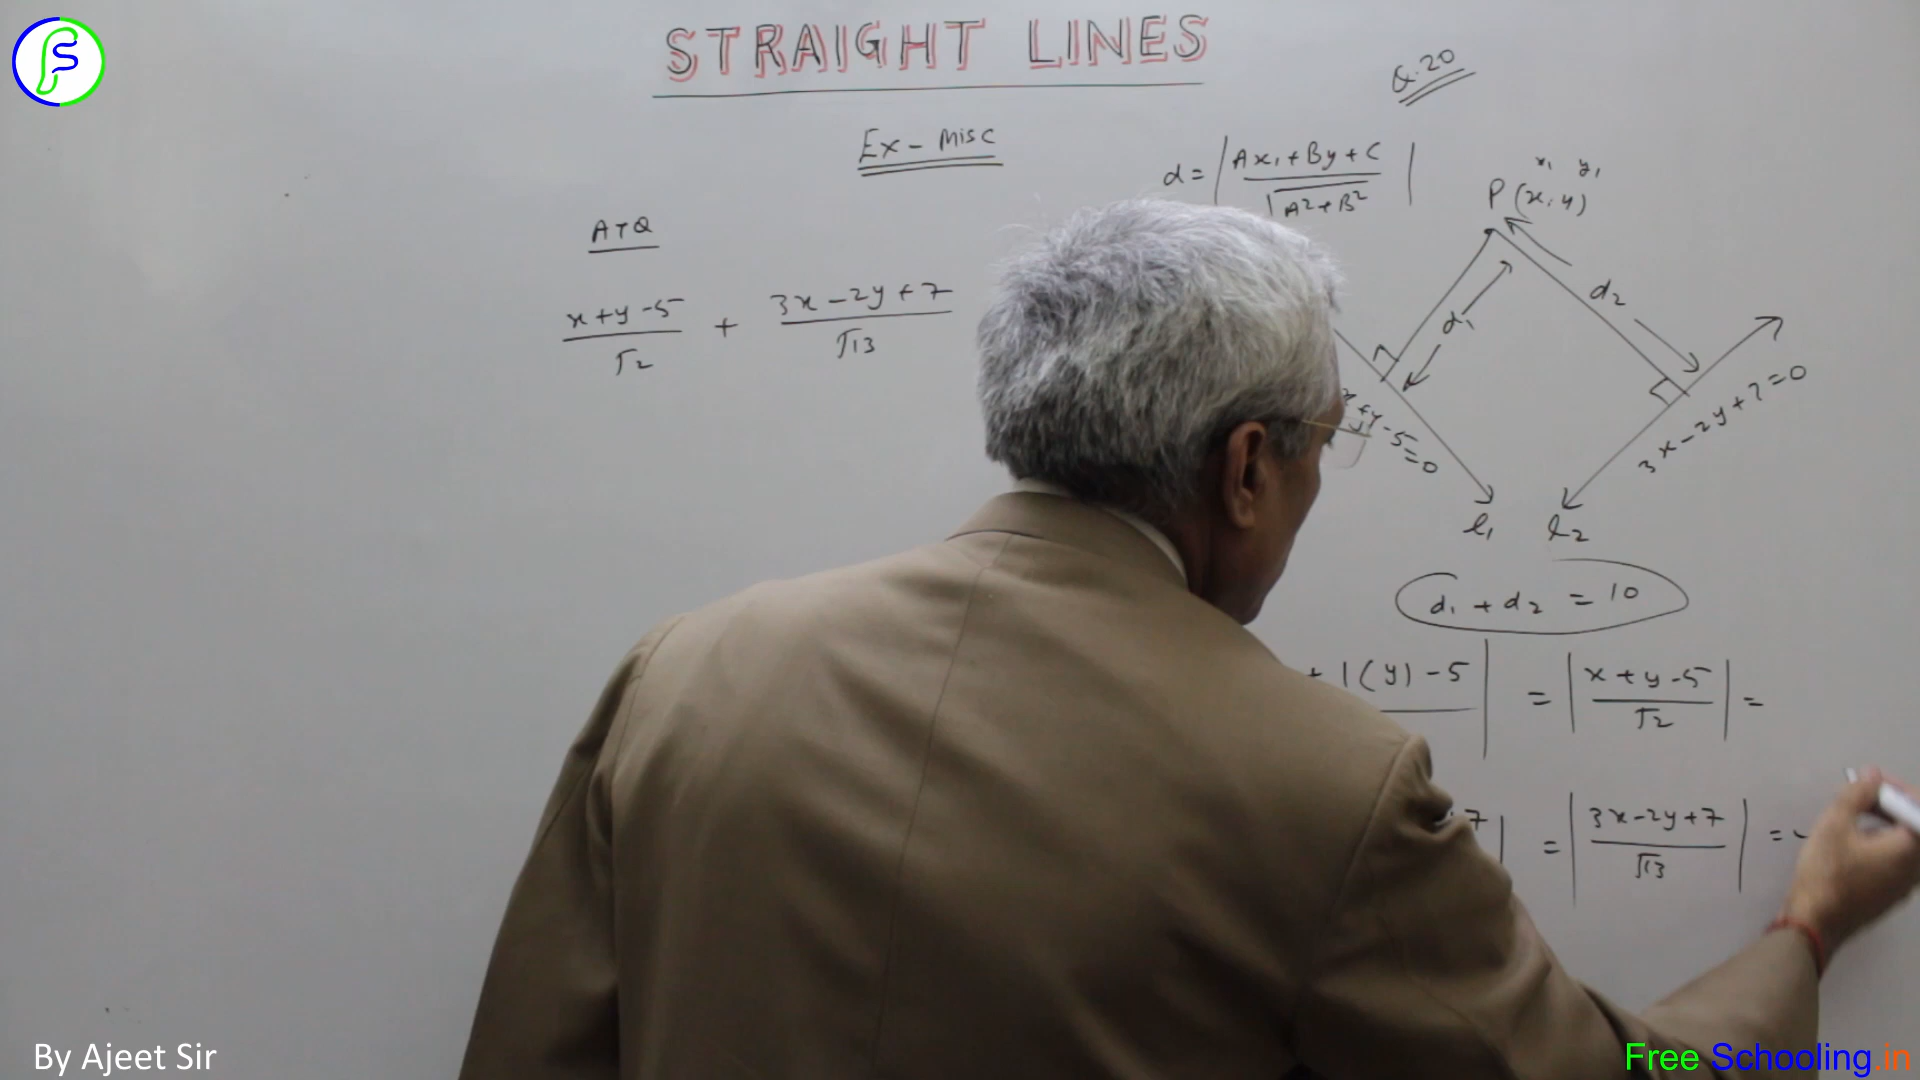 STRAIGHT LINES
Q.20
Ex - Misc
d = | Ax₁ + By + C / √A² + B² |
x₁ y₁
P (x, y)
ATQ
x + y - 5 / √2 + 3x - 2y + 7 / √13
d₁
d₂
x + y - 5 = 0
3x - 2y + 7 = 0
l₁ l₂
d₁ + d₂ = 10
+ 1(y) - 5 | = | x + y - 5 / √2 | =
7 | = | 3x - 2y + 7 / √13 | =
By Ajeet Sir
Free Schooling.in